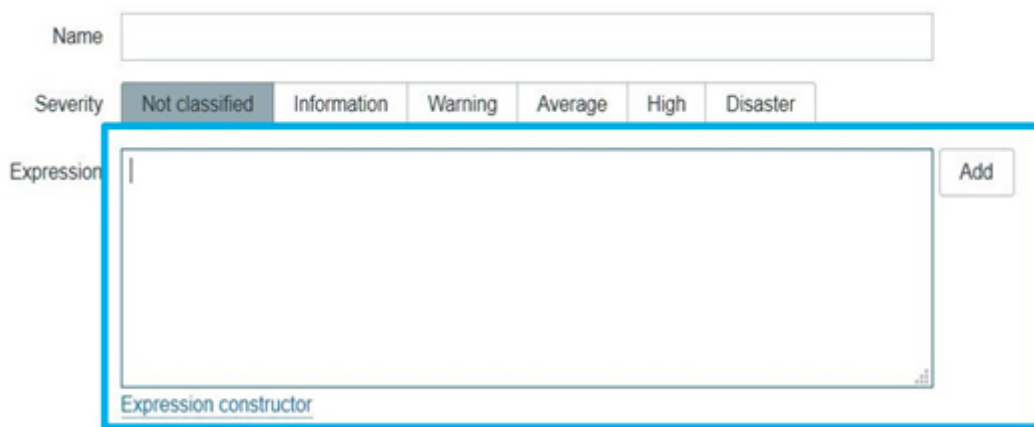 Name
Severity Not classified Information Warning Average High Disaster
Expression Add
Expression constructor